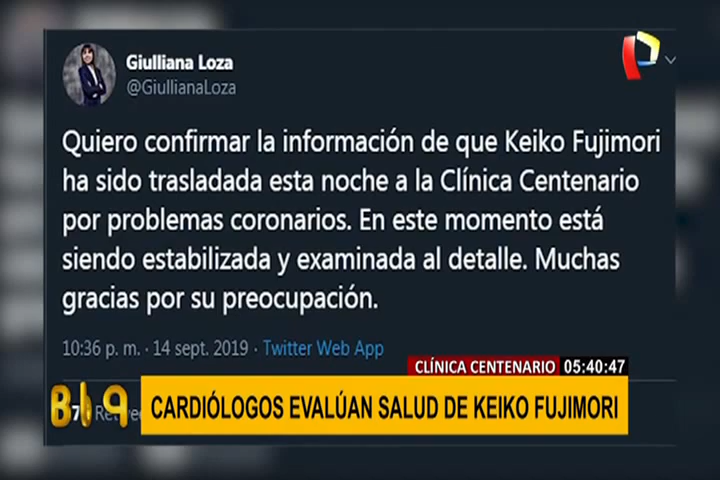 Giulliana Loza
@GiullianaLoza
Quiero confirmar la información de que Keiko Fujimori
ha sido trasladada esta noche a la Clínica Centenario
por problemas coronarios. En este momento está
siendo estabilizada y examinada al detalle. Muchas
gracias por su preocupación.
10:36 p. m. · 14 sept. 2019 · Twitter Web App
CLÍNICA CENTENARIO 05:40:47
CARDIÓLOGOS EVALÚAN SALUD DE KEIKO FUJIMORI